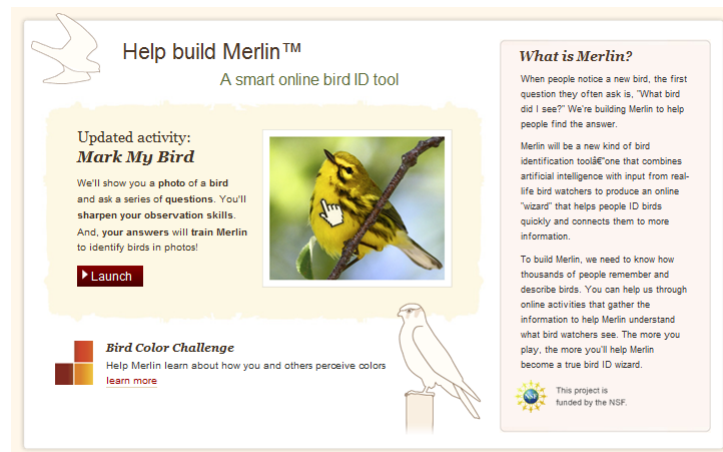 Help build Merlin™
A smart online bird ID tool
Updated activity:
Mark My Bird
We'll show you a photo of a bird
and ask a series of questions. You'll
sharpen your observation skills.
And, your answers will train Merlin
to identify birds in photos!
Launch
Bird Color Challenge
Help Merlin learn about how you and others perceive colors
learn more
What is Merlin?
When people notice a new bird, the first
question they often ask is, "What bird
did I see?" We're building Merlin to help
people find the answer.
Merlin will be a new kind of bird
identification toolâ€"one that combines
artificial intelligence with input from real-
life bird watchers to produce an online
"wizard" that helps people ID birds
quickly and connects them to more
information.
To build Merlin, we need to know how
thousands of people remember and
describe birds. You can help us through
online activities that gather the
information to help Merlin understand
what bird watchers see. The more you
play, the more you'll help Merlin
become a true bird ID wizard.
This project is
funded by the NSF.